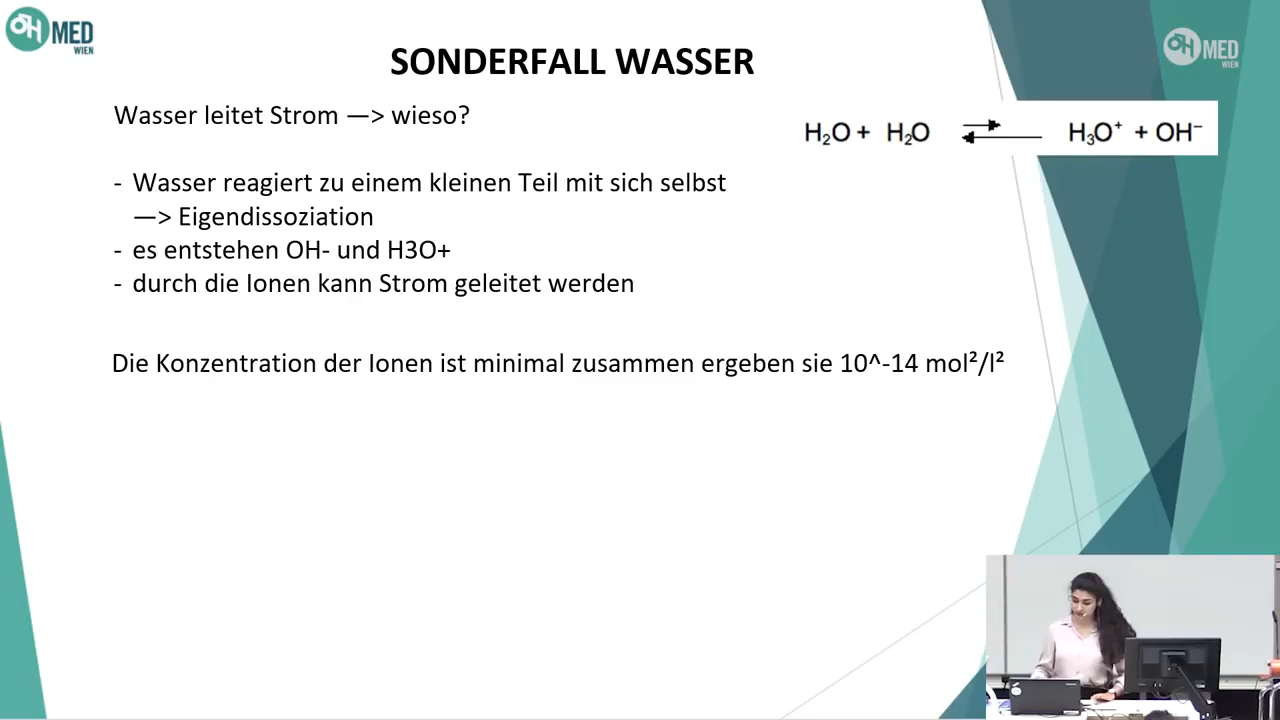 ÖH MED
WIEN
ÖH MED
WIEN
SONDERFALL WASSER
Wasser leitet Strom —> wieso?
H₂O + H₂O ⇌ H₃O⁺ + OH⁻
- Wasser reagiert zu einem kleinen Teil mit sich selbst
—> Eigendissoziation
- es entstehen OH- und H3O+
- durch die Ionen kann Strom geleitet werden
Die Konzentration der Ionen ist minimal zusammen ergeben sie 10^-14 mol²/l²